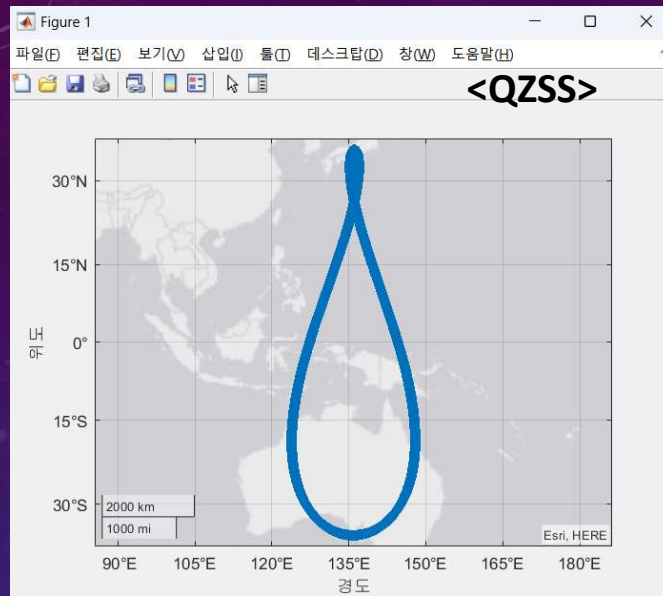 Figure 1
파일(F) 편집(E) 보기(V) 삽입(I) 툴(T) 데스크탑(D) 창(W) 도움말(H)
<QZSS>
30°N
15°N
0°
15°S
30°S
위도
2000 km
1000 mi
Esri, HERE
90°E 105°E 120°E 135°E 150°E 165°E 180°E
경도